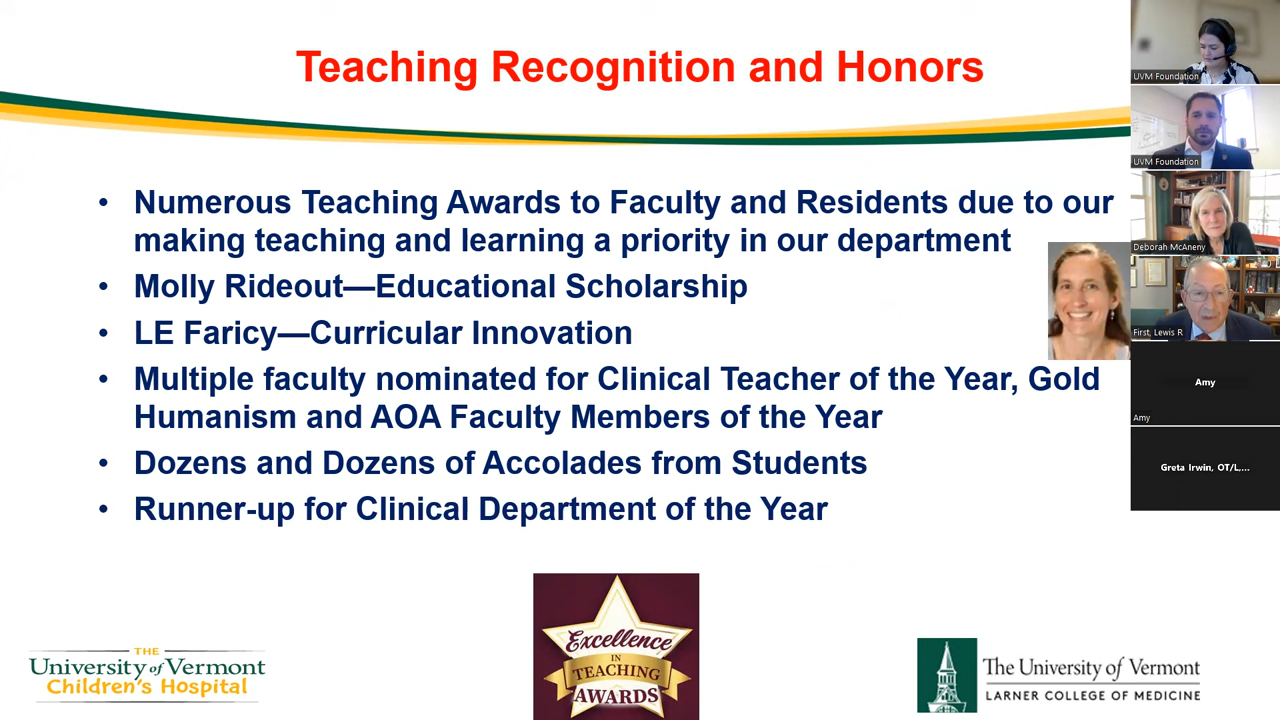 Teaching Recognition and Honors
• Numerous Teaching Awards to Faculty and Residents due to our
making teaching and learning a priority in our department
• Molly Rideout—Educational Scholarship
• LE Faricy—Curricular Innovation
• Multiple faculty nominated for Clinical Teacher of the Year, Gold
Humanism and AOA Faculty Members of the Year
• Dozens and Dozens of Accolades from Students
• Runner-up for Clinical Department of the Year
THE
University of Vermont
Children's Hospital
Excellence
IN
TEACHING
AWARDS
The University of Vermont
LARNER COLLEGE OF MEDICINE
UVM Foundation
UVM Foundation
Deborah McAneny
First, Lewis R
Amy
Amy
Greta Irwin, OT/L,...